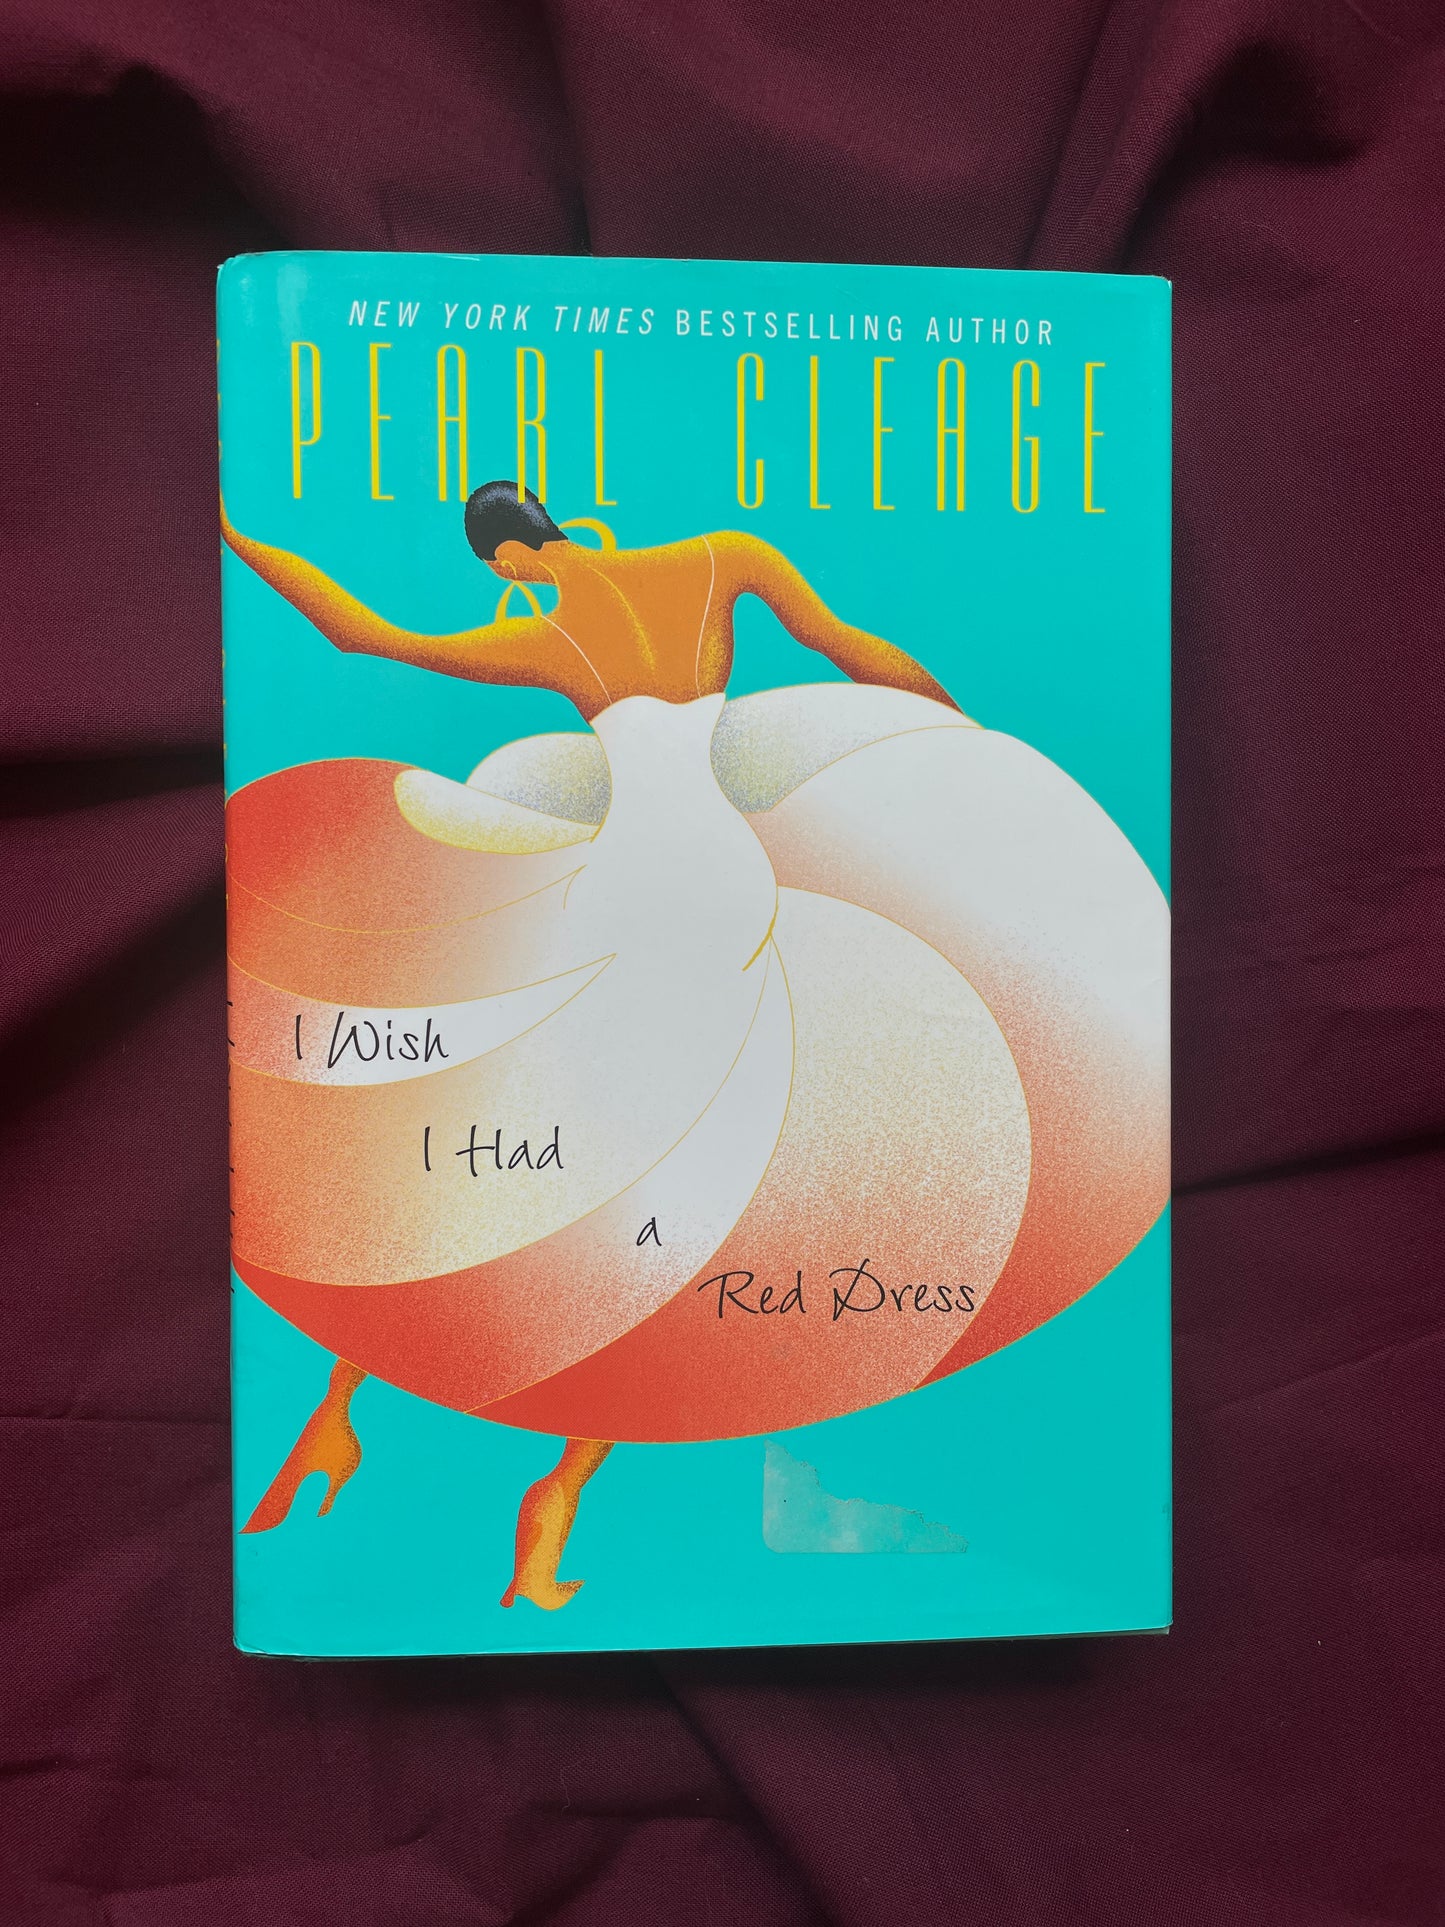 NEW YORK TIMES BESTSELLING AUTHOR
PEARL CLEAGE
I Wish
I Had
a
Red Dress